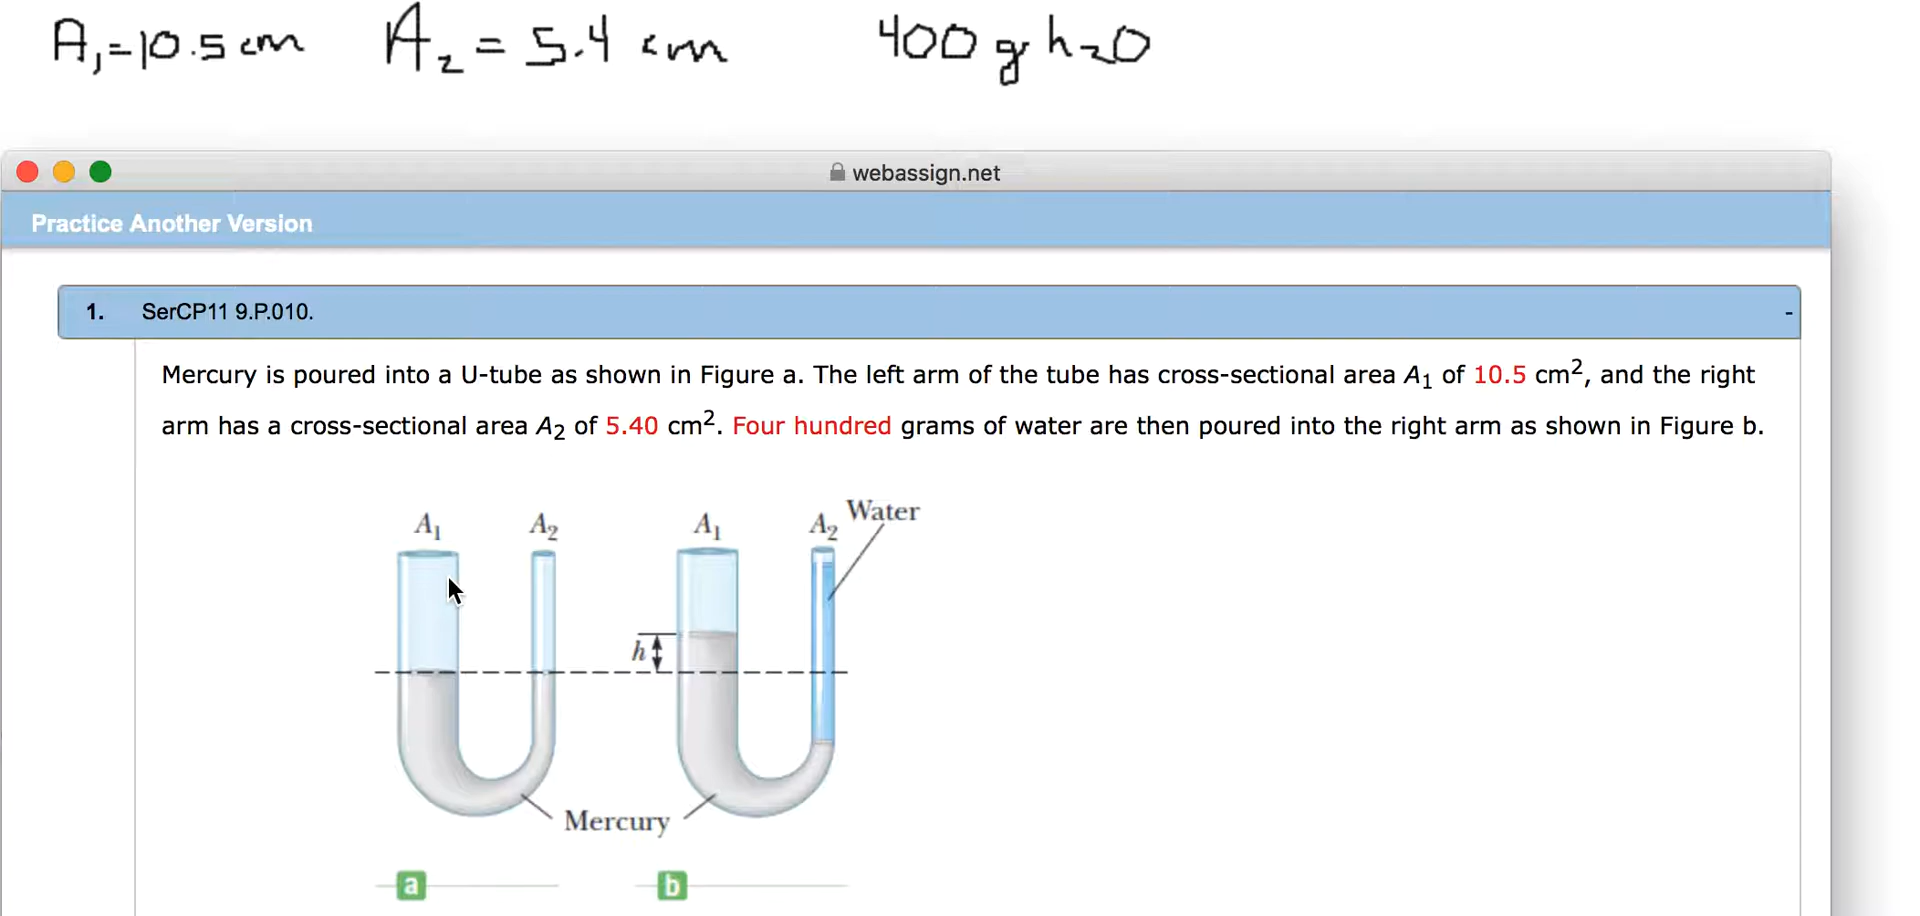 A₁=10.5 cm A₂ = 5.4 cm 400 g h₂O
webassign.net
Practice Another Version
1. SerCP11 9.P.010. -
Mercury is poured into a U-tube as shown in Figure a. The left arm of the tube has cross-sectional area A₁ of 10.5 cm², and the right
arm has a cross-sectional area A₂ of 5.40 cm². Four hundred grams of water are then poured into the right arm as shown in Figure b.
A₁ A₂ A₁ A₂ Water
h
Mercury
a b